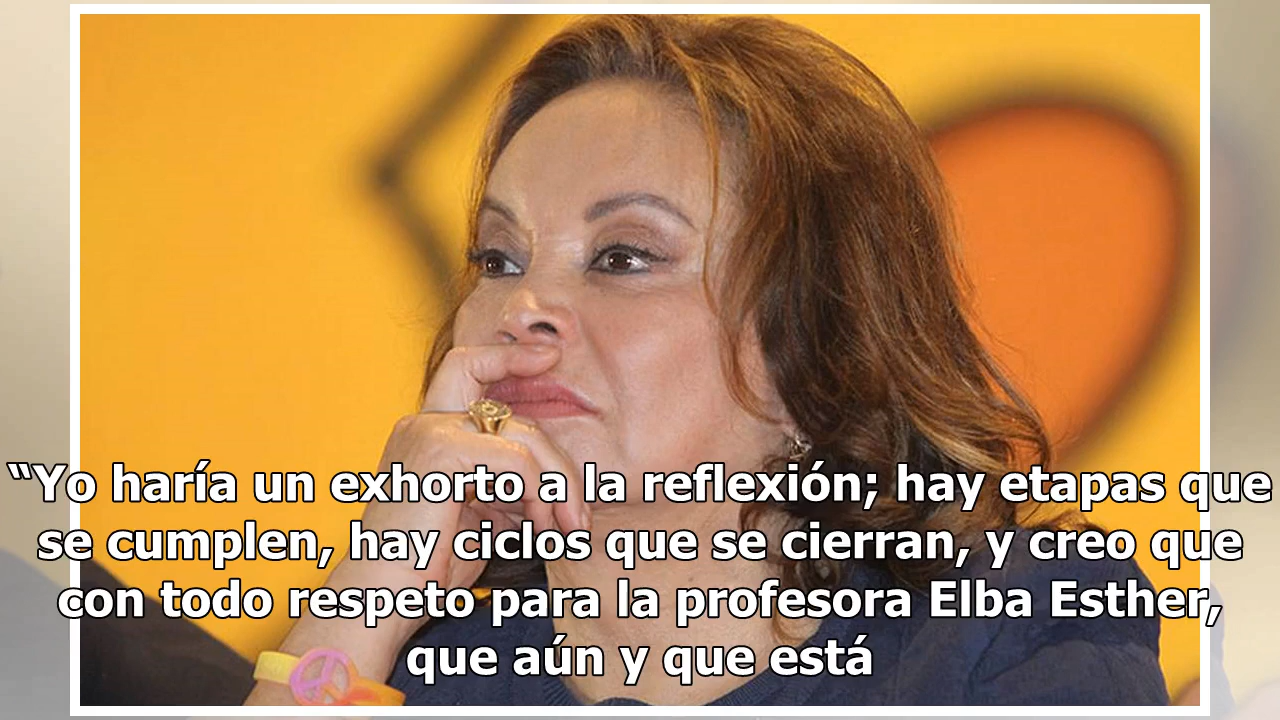 “Yo haría un exhorto a la reflexión; hay etapas que
se cumplen, hay ciclos que se cierran, y creo que
con todo respeto para la profesora Elba Esther,
que aún y que está